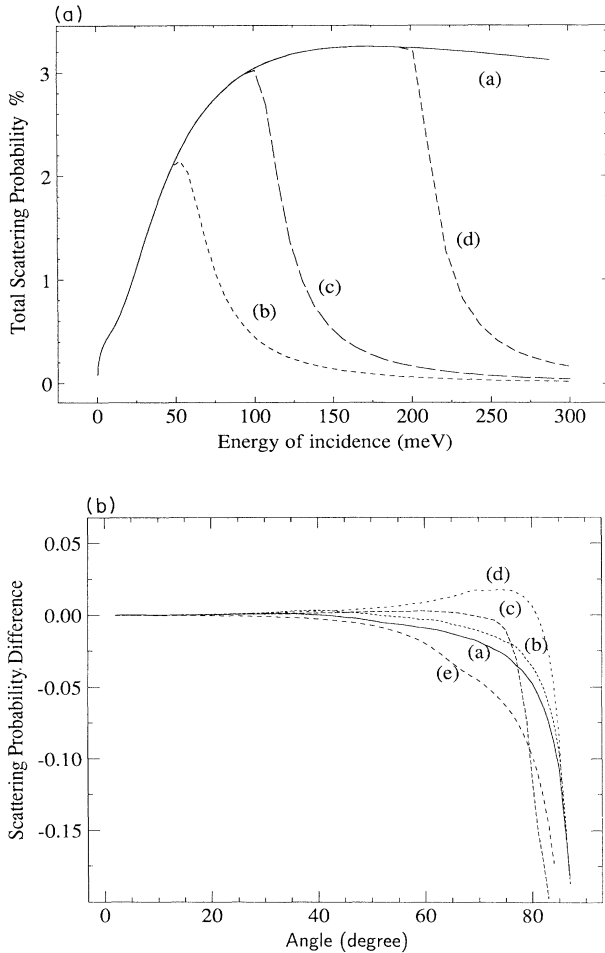 (a)
Total Scattering Probability %
3
2
1
0
(a)
(b)
(c)
(d)
0 50 100 150 200 250 300
Energy of incidence (meV)
(b)
Scattering Probability. Difference
0.05
0.00
-0.05
-0.10
-0.15
(d)
(c)
(b)
(a)
(e)
0 20 40 60 80
Angle (degree)